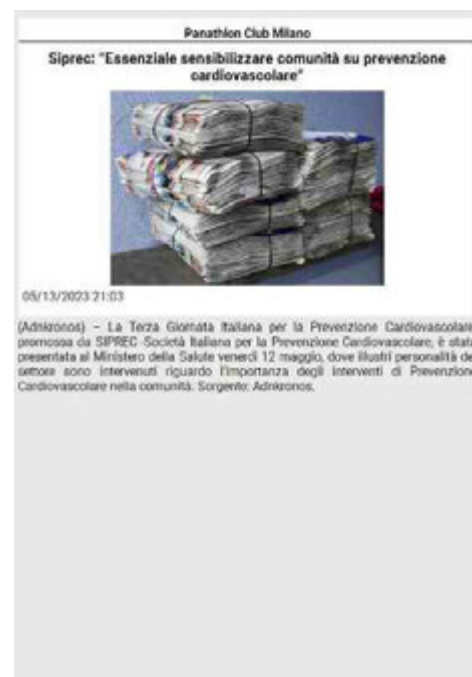 Panathlon Club Milano
Siprec: "Essenziale sensibilizzare comunità su prevenzione
cardiovascolare"
05/13/2023 21:03
(Adnkronos) – La Terza Giornata Italiana per la Prevenzione Cardiovascolare
promossa da SIPREC -Società Italiana per la Prevenzione Cardiovascolare, è stata
presentata al Ministero della Salute venerdì 12 maggio, dove illustri personalità de
settore sono intervenuti riguardo l'importanza degli interventi di Prevenzione
Cardiovascolare nella comunità. Sorgente: Adnkronos.